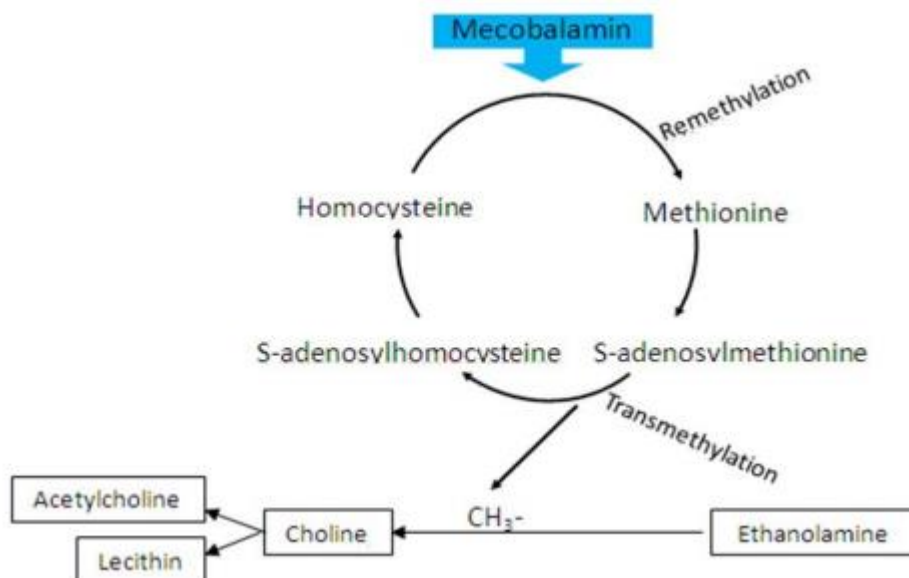 Mecobalamin
Remethylation
Homocysteine
Methionine
S-adenosylhomocysteine
S-adenosylmethionine
Transmethylation
Acetylcholine
CH3-
Choline
Ethanolamine
Lecithin